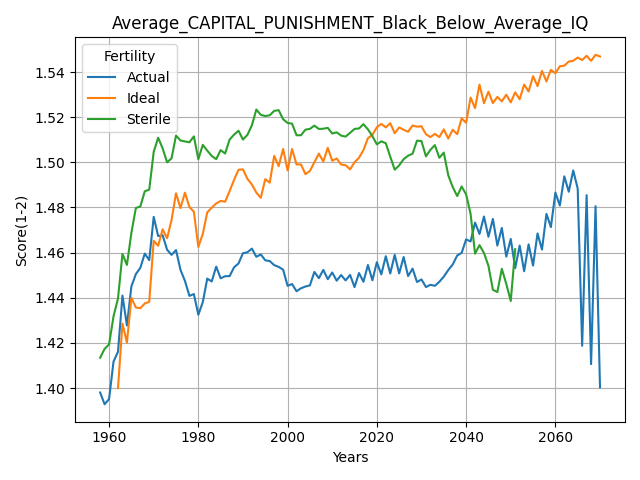 Average_CAPITAL_PUNISHMENT_Black_Below_Average_IQ
Fertility
Actual
Ideal
Sterile
Score(1-2)
1.54
1.52
1.50
1.48
1.46
1.44
1.42
1.40
1960 1980 2000 2020 2040 2060
Years